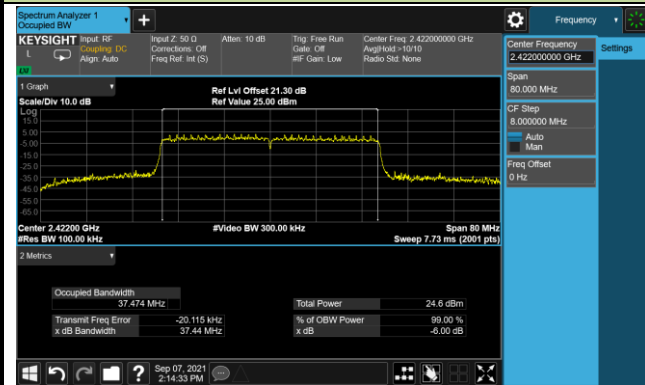 Spectrum Analyzer 1
Occupied BW
+
Frequency
KEYSIGHT
L
Input: RF
Coupling: DC
Align: Auto
Input Z: 50 Ω
Corrections: Off
Freq Ref: Int (S)
Atten: 10 dB
Trig: Free Run
Gate: Off
#IF Gain: Low
Center Freq: 2.422000000 GHz
Avg|Hold:>10/10
Radio Std: None
Center Frequency
2.422000000 GHz
Settings
Span
80.000 MHz
CF Step
8.000000 MHz
Auto
Man
Freq Offset
0 Hz
1 Graph
Scale/Div 10.0 dB
Ref Lvl Offset 21.30 dB
Ref Value 25.00 dBm
Log
15.0
5.00
-5.00
-15.0
-25.0
-35.0
-45.0
-55.0
-65.0
Center 2.42200 GHz
#Video BW 300.00 kHz
Span 80 MHz
#Res BW 100.00 kHz
Sweep 7.73 ms (2001 pts)
2 Metrics
Occupied Bandwidth
37.474 MHz
Total Power 24.6 dBm
Transmit Freq Error -20.115 kHz
% of OBW Power 99.00 %
x dB Bandwidth 37.44 MHz
x dB -6.00 dB
?
Sep 07, 2021
2:14:33 PM